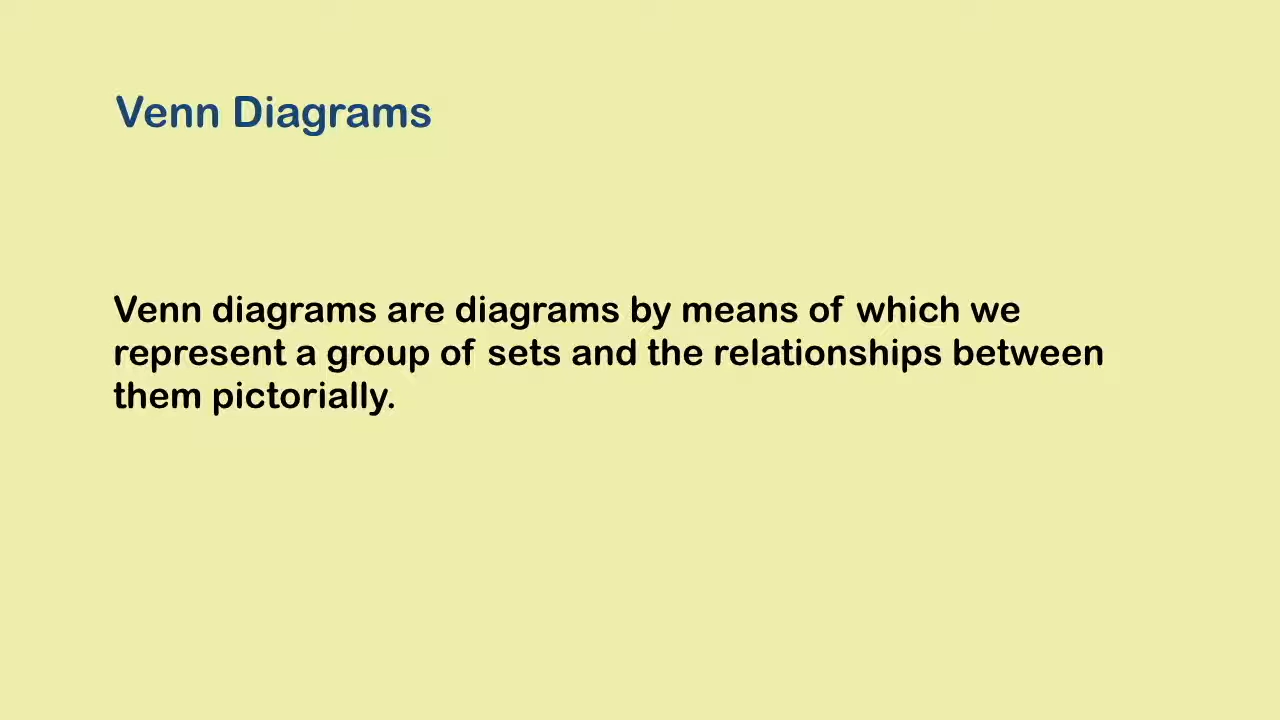 Venn Diagrams
Venn diagrams are diagrams by means of which we
represent a group of sets and the relationships between
them pictorially.